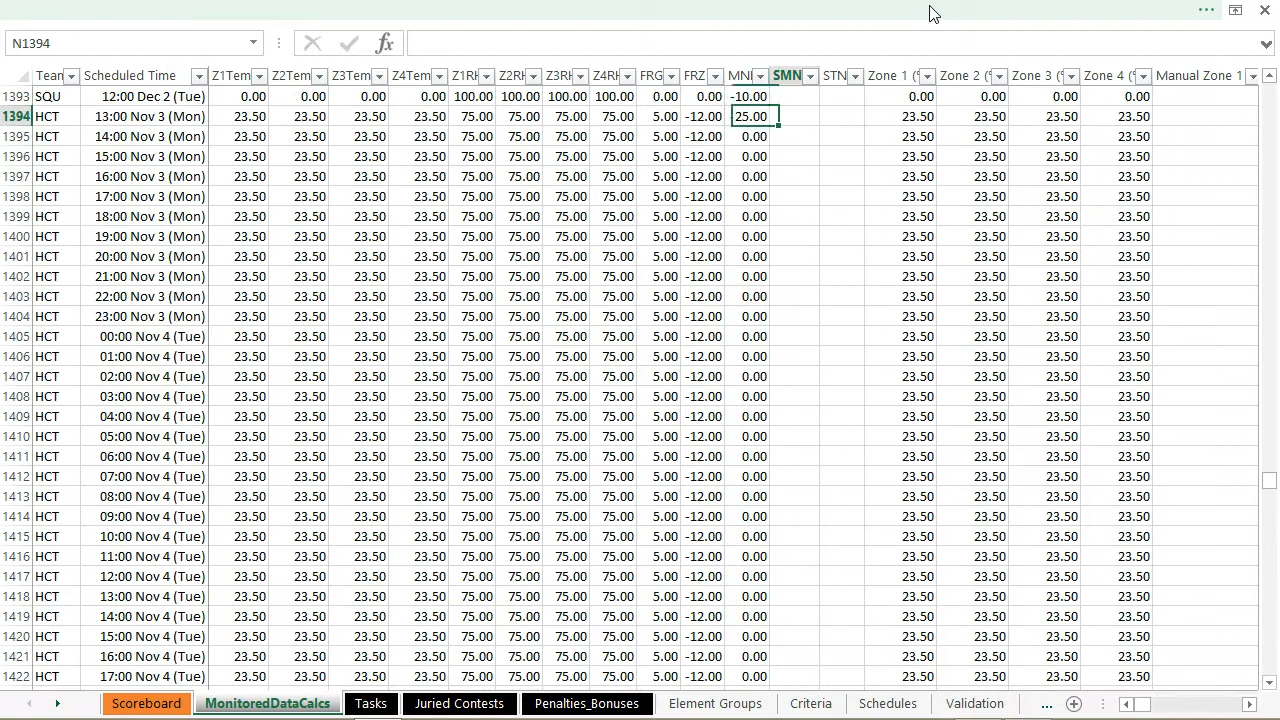 N1394 fx
Team Scheduled Time Z1Tem Z2Tem Z3Tem Z4Tem Z1RH Z2RH Z3RH Z4RH FRG FRZ MN SMN STN Zone 1 (° Zone 2 (° Zone 3 (° Zone 4 (° Manual Zone 1
1393 SQU 12:00 Dec 2 (Tue) 0.00 0.00 0.00 0.00 100.00 100.00 100.00 100.00 0.00 0.00 -10.00 0.00 0.00 0.00 0.00
1394 HCT 13:00 Nov 3 (Mon) 23.50 23.50 23.50 23.50 75.00 75.00 75.00 75.00 5.00 -12.00 25.00 23.50 23.50 23.50 23.50
1395 HCT 14:00 Nov 3 (Mon) 23.50 23.50 23.50 23.50 75.00 75.00 75.00 75.00 5.00 -12.00 0.00 23.50 23.50 23.50 23.50
1396 HCT 15:00 Nov 3 (Mon) 23.50 23.50 23.50 23.50 75.00 75.00 75.00 75.00 5.00 -12.00 0.00 23.50 23.50 23.50 23.50
1397 HCT 16:00 Nov 3 (Mon) 23.50 23.50 23.50 23.50 75.00 75.00 75.00 75.00 5.00 -12.00 0.00 23.50 23.50 23.50 23.50
1398 HCT 17:00 Nov 3 (Mon) 23.50 23.50 23.50 23.50 75.00 75.00 75.00 75.00 5.00 -12.00 0.00 23.50 23.50 23.50 23.50
1399 HCT 18:00 Nov 3 (Mon) 23.50 23.50 23.50 23.50 75.00 75.00 75.00 75.00 5.00 -12.00 0.00 23.50 23.50 23.50 23.50
1400 HCT 19:00 Nov 3 (Mon) 23.50 23.50 23.50 23.50 75.00 75.00 75.00 75.00 5.00 -12.00 0.00 23.50 23.50 23.50 23.50
1401 HCT 20:00 Nov 3 (Mon) 23.50 23.50 23.50 23.50 75.00 75.00 75.00 75.00 5.00 -12.00 0.00 23.50 23.50 23.50 23.50
1402 HCT 21:00 Nov 3 (Mon) 23.50 23.50 23.50 23.50 75.00 75.00 75.00 75.00 5.00 -12.00 0.00 23.50 23.50 23.50 23.50
1403 HCT 22:00 Nov 3 (Mon) 23.50 23.50 23.50 23.50 75.00 75.00 75.00 75.00 5.00 -12.00 0.00 23.50 23.50 23.50 23.50
1404 HCT 23:00 Nov 3 (Mon) 23.50 23.50 23.50 23.50 75.00 75.00 75.00 75.00 5.00 -12.00 0.00 23.50 23.50 23.50 23.50
1405 HCT 00:00 Nov 4 (Tue) 23.50 23.50 23.50 23.50 75.00 75.00 75.00 75.00 5.00 -12.00 0.00 23.50 23.50 23.50 23.50
1406 HCT 01:00 Nov 4 (Tue) 23.50 23.50 23.50 23.50 75.00 75.00 75.00 75.00 5.00 -12.00 0.00 23.50 23.50 23.50 23.50
1407 HCT 02:00 Nov 4 (Tue) 23.50 23.50 23.50 23.50 75.00 75.00 75.00 75.00 5.00 -12.00 0.00 23.50 23.50 23.50 23.50
1408 HCT 03:00 Nov 4 (Tue) 23.50 23.50 23.50 23.50 75.00 75.00 75.00 75.00 5.00 -12.00 0.00 23.50 23.50 23.50 23.50
1409 HCT 04:00 Nov 4 (Tue) 23.50 23.50 23.50 23.50 75.00 75.00 75.00 75.00 5.00 -12.00 0.00 23.50 23.50 23.50 23.50
1410 HCT 05:00 Nov 4 (Tue) 23.50 23.50 23.50 23.50 75.00 75.00 75.00 75.00 5.00 -12.00 0.00 23.50 23.50 23.50 23.50
1411 HCT 06:00 Nov 4 (Tue) 23.50 23.50 23.50 23.50 75.00 75.00 75.00 75.00 5.00 -12.00 0.00 23.50 23.50 23.50 23.50
1412 HCT 07:00 Nov 4 (Tue) 23.50 23.50 23.50 23.50 75.00 75.00 75.00 75.00 5.00 -12.00 0.00 23.50 23.50 23.50 23.50
1413 HCT 08:00 Nov 4 (Tue) 23.50 23.50 23.50 23.50 75.00 75.00 75.00 75.00 5.00 -12.00 0.00 23.50 23.50 23.50 23.50
1414 HCT 09:00 Nov 4 (Tue) 23.50 23.50 23.50 23.50 75.00 75.00 75.00 75.00 5.00 -12.00 0.00 23.50 23.50 23.50 23.50
1415 HCT 10:00 Nov 4 (Tue) 23.50 23.50 23.50 23.50 75.00 75.00 75.00 75.00 5.00 -12.00 0.00 23.50 23.50 23.50 23.50
1416 HCT 11:00 Nov 4 (Tue) 23.50 23.50 23.50 23.50 75.00 75.00 75.00 75.00 5.00 -12.00 0.00 23.50 23.50 23.50 23.50
1417 HCT 12:00 Nov 4 (Tue) 23.50 23.50 23.50 23.50 75.00 75.00 75.00 75.00 5.00 -12.00 0.00 23.50 23.50 23.50 23.50
1418 HCT 13:00 Nov 4 (Tue) 23.50 23.50 23.50 23.50 75.00 75.00 75.00 75.00 5.00 -12.00 0.00 23.50 23.50 23.50 23.50
1419 HCT 14:00 Nov 4 (Tue) 23.50 23.50 23.50 23.50 75.00 75.00 75.00 75.00 5.00 -12.00 0.00 23.50 23.50 23.50 23.50
1420 HCT 15:00 Nov 4 (Tue) 23.50 23.50 23.50 23.50 75.00 75.00 75.00 75.00 5.00 -12.00 0.00 23.50 23.50 23.50 23.50
1421 HCT 16:00 Nov 4 (Tue) 23.50 23.50 23.50 23.50 75.00 75.00 75.00 75.00 5.00 -12.00 0.00 23.50 23.50 23.50 23.50
1422 HCT 17:00 Nov 4 (Tue) 23.50 23.50 23.50 23.50 75.00 75.00 75.00 75.00 5.00 -12.00 0.00 23.50 23.50 23.50 23.50
Scoreboard MonitoredDataCalcs Tasks Juried Contests Penalties_Bonuses Element Groups Criteria Schedules Validation ...